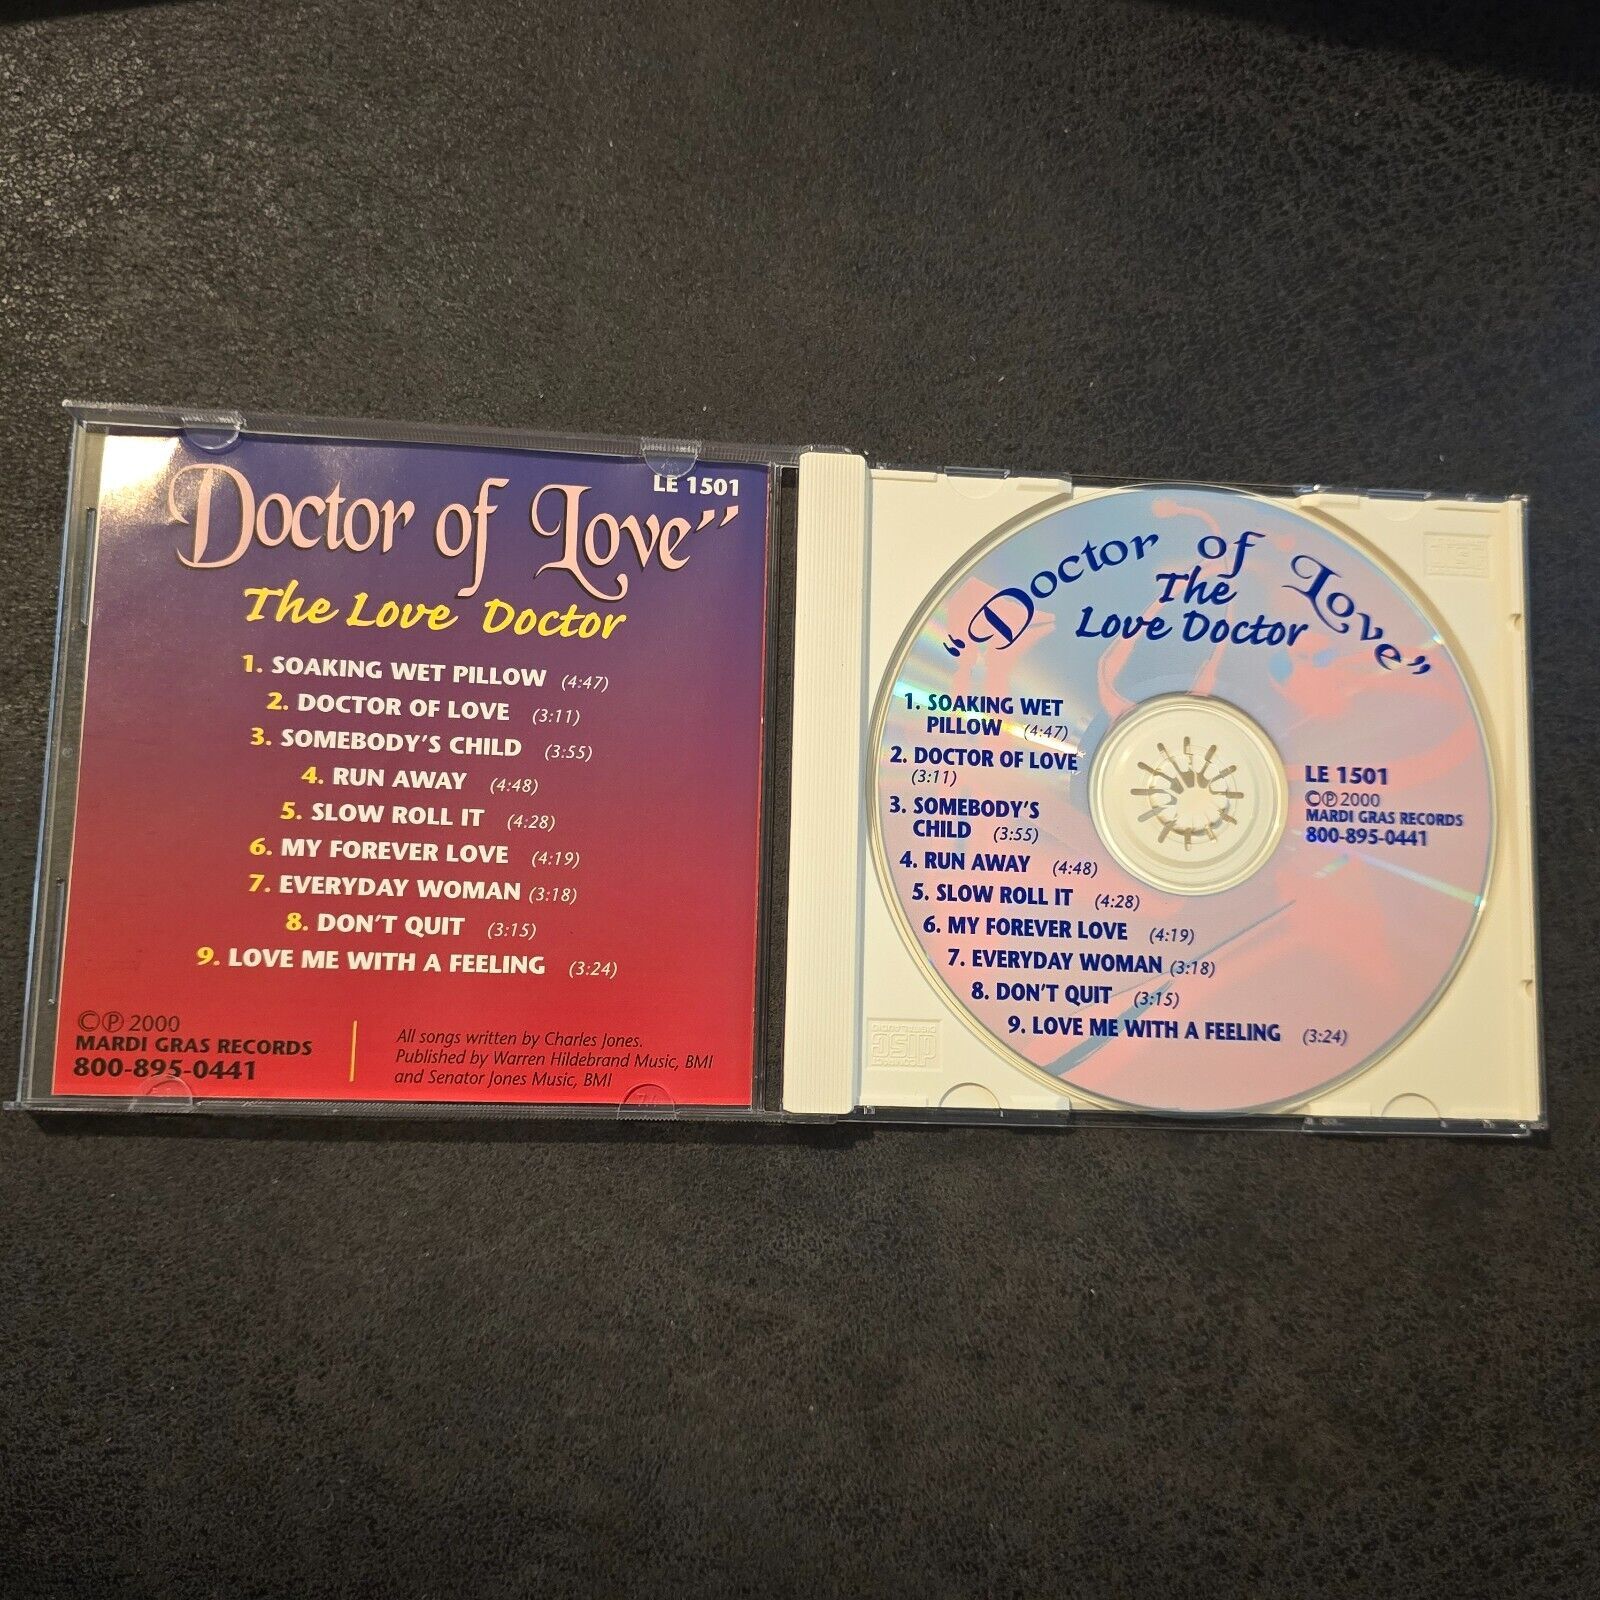 LE 1501
Doctor of Love"
The Love Doctor
1. SOAKING WET PILLOW (4:47)
2. DOCTOR OF LOVE (3:11)
3. SOMEBODY'S CHILD (3:55)
4. RUN AWAY (4:48)
5. SLOW ROLL IT (4:28)
6. MY FOREVER LOVE (4:19)
7. EVERYDAY WOMAN (3:18)
8. DON'T QUIT (3:15)
9. LOVE ME WITH A FEELING (3:24)
©℗ 2000
MARDI GRAS RECORDS
800-895-0441
All songs written by Charles Jones.
Published by Warren Hildebrand Music, BMI
and Senator Jones Music, BMI
"Doctor of Love"
The
Love Doctor
1. SOAKING WET
PILLOW (4:47)
2. DOCTOR OF LOVE
(3:11)
3. SOMEBODY'S
CHILD (3:55)
4. RUN AWAY (4:48)
5. SLOW ROLL IT (4:28)
6. MY FOREVER LOVE (4:19)
7. EVERYDAY WOMAN (3:18)
8. DON'T QUIT (3:15)
9. LOVE ME WITH A FEELING (3:24)
LE 1501
©℗ 2000
MARDI GRAS RECORDS
800-895-0441
COMPACT
disc
DIGITAL AUDIO